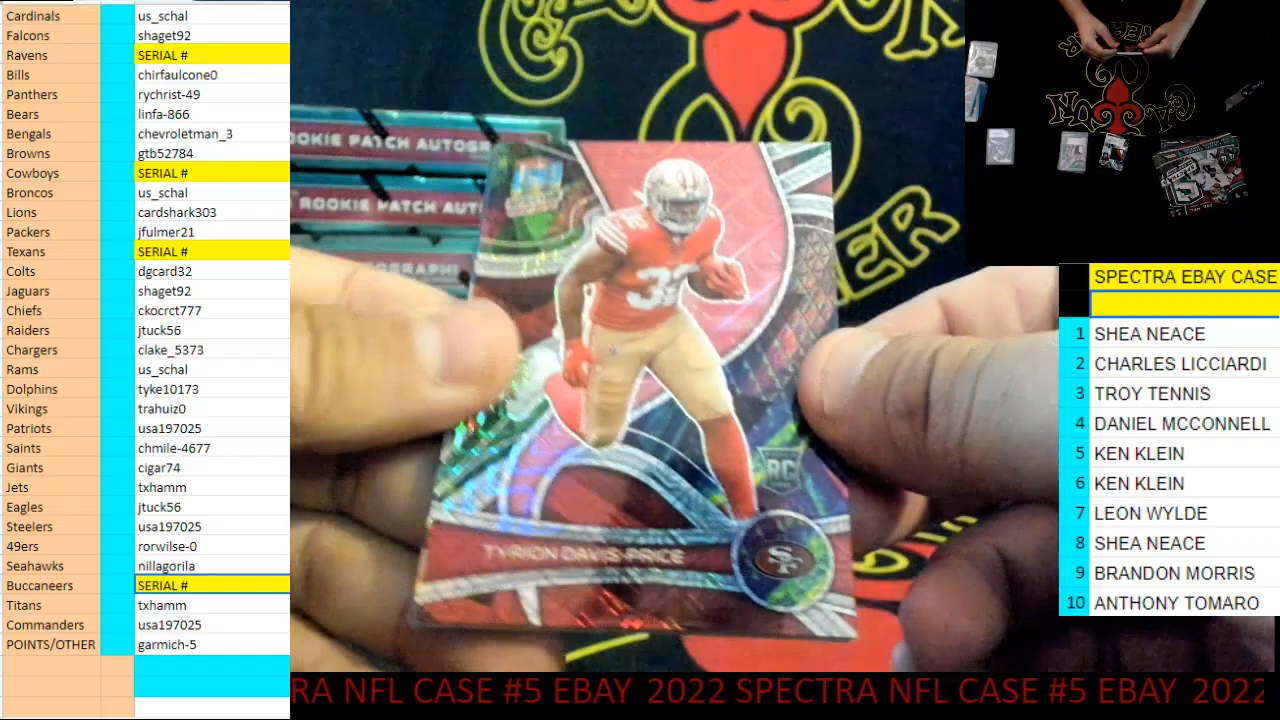 Cardinals us_schal
Falcons shaget92
Ravens SERIAL #
Bills chirfaulcone0
Panthers rychrist-49
Bears linfa-866
Bengals chevroletman_3
Browns gtb52784
Cowboys SERIAL #
Broncos us_schal
Lions cardshark303
Packers jfulmer21
Texans SERIAL #
Colts dgcard32
Jaguars shaget92
Chiefs ckocrct777
Raiders jtuck56
Chargers clake_5373
Rams us_schal
Dolphins tyke10173
Vikings trahuiz0
Patriots usa197025
Saints chmile-4677
Giants cigar74
Jets txhamm
Eagles jtuck56
Steelers usa197025
49ers rorwilse-0
Seahawks nillagorila
Buccaneers SERIAL #
Titans txhamm
Commanders usa197025
POINTS/OTHER garmich-5
OOKIE PATCH AUTOGR
ROOKIE PATCH AUT
32
RC
TYRION DAVIS-PRICE
SF
ER
SPECTRA EBAY CASE
1 SHEA NEACE
2 CHARLES LICCIARDI
3 TROY TENNIS
4 DANIEL MCCONNELL
5 KEN KLEIN
6 KEN KLEIN
7 LEON WYLDE
8 SHEA NEACE
9 BRANDON MORRIS
10 ANTHONY TOMARO
RA NFL CASE #5 EBAY 2022 SPECTRA NFL CASE #5 EBAY 2022